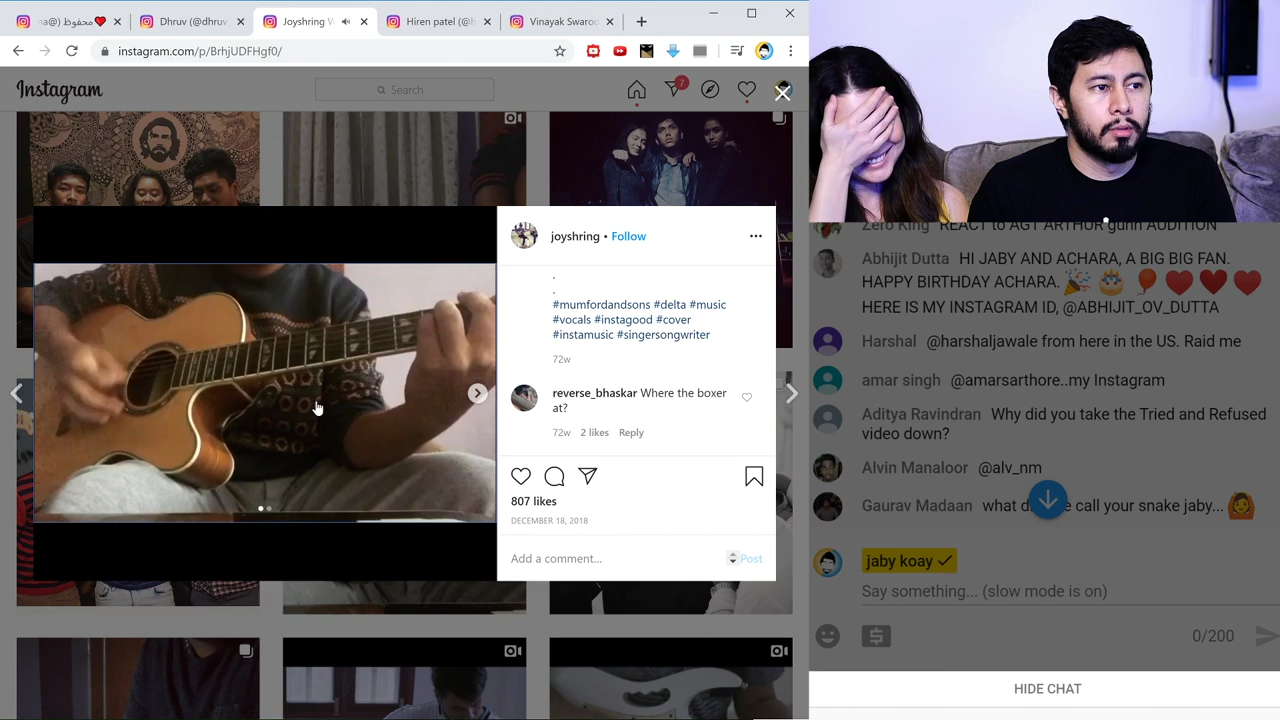 محفوظ (@na
Dhruv (@dhruv_
Joyshring W
Hiren patel (@h
Vinayak Swaroo
instagram.com/p/BrhjUDFHgf0/
Instagram
Search
7
joyshring • Follow
.
.
#mumfordandsons #delta #music
#vocals #instagood #cover
#instamusic #singersongwriter
72w
reverse_bhaskar Where the boxer
at?
72w 2 likes Reply
807 likes
DECEMBER 18, 2018
Add a comment...
Post
Zero King REACT to AGT ARTHUR gunn AUDITION
Abhijit Dutta HI JABY AND ACHARA, A BIG BIG FAN.
HAPPY BIRTHDAY ACHARA. 🎉 🎂 🎈 ♥ ♥ ♥
HERE IS MY INSTAGRAM ID, @ABHIJIT_OV_DUTTA
Harshal @harshaljawale from here in the US. Raid me
amar singh @amarsarthore..my Instagram
Aditya Ravindran Why did you take the Tried and Refused
video down?
Alvin Manaloor @alv_nm
Gaurav Madaan what d e call your snake jaby... 🙆
jaby koay ✓
Say something... (slow mode is on)
0/200
HIDE CHAT